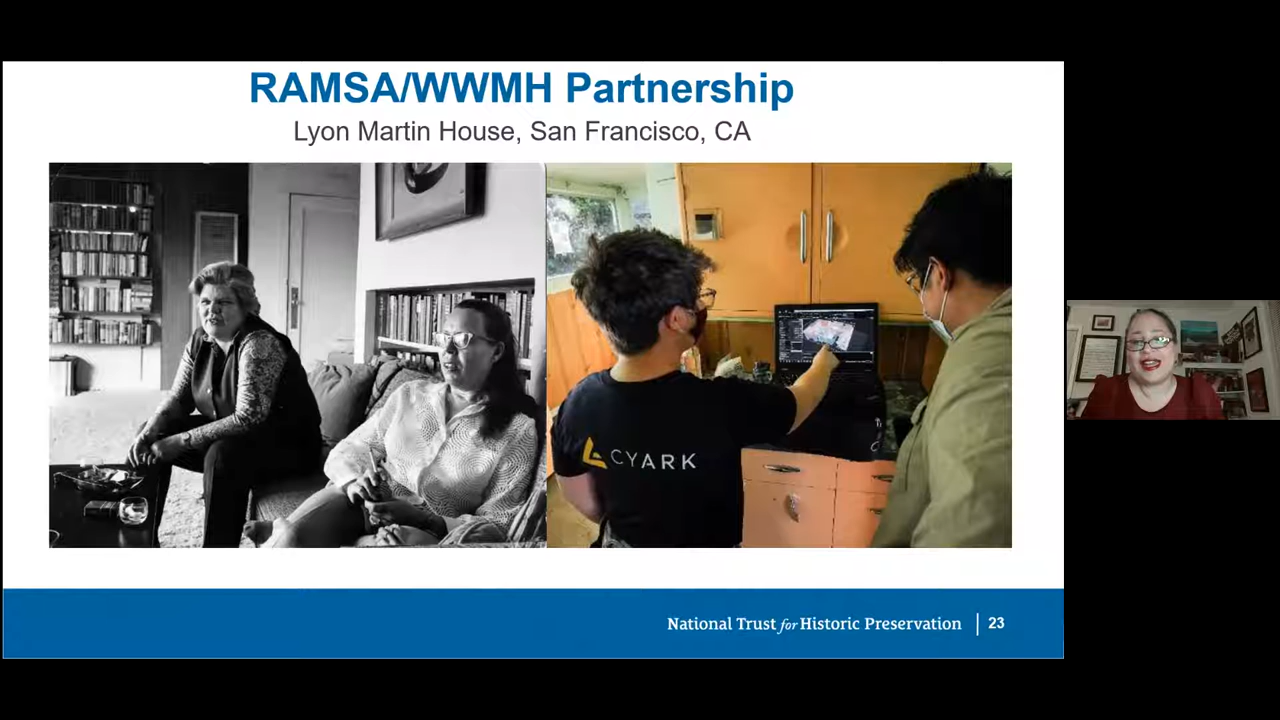 RAMSA/WWMH Partnership
Lyon Martin House, San Francisco, CA
CYARK
National Trust for Historic Preservation | 23